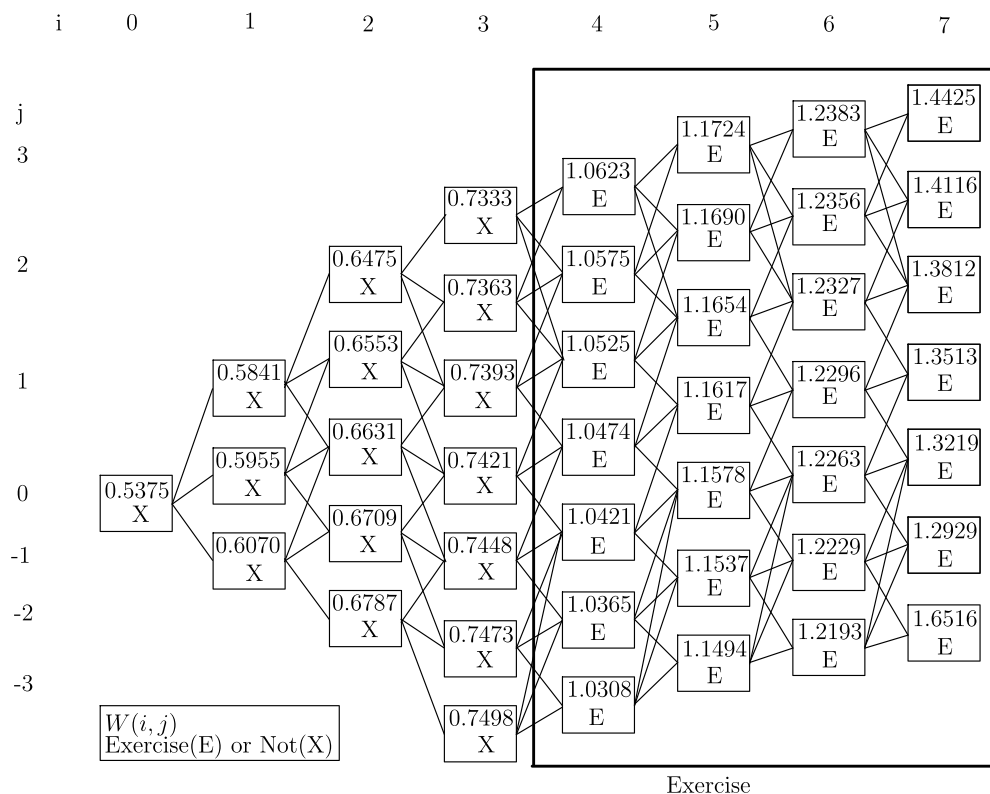 i 0 1 2 3 4 5 6 7
j
3
2
1
0
-1
-2
-3
0.5375
X
0.5841
X
0.5955
X
0.6070
X
0.6475
X
0.6553
X
0.6631
X
0.6709
X
0.6787
X
0.7333
X
0.7363
X
0.7393
X
0.7421
X
0.7448
X
0.7473
X
0.7498
X
1.0623
E
1.0575
E
1.0525
E
1.0474
E
1.0421
E
1.0365
E
1.0308
E
1.1724
E
1.1690
E
1.1654
E
1.1617
E
1.1578
E
1.1537
E
1.1494
E
1.2383
E
1.2356
E
1.2327
E
1.2296
E
1.2263
E
1.2229
E
1.2193
E
1.4425
E
1.4116
E
1.3812
E
1.3513
E
1.3219
E
1.2929
E
1.6516
E
W(i, j)
Exercise(E) or Not(X)
Exercise